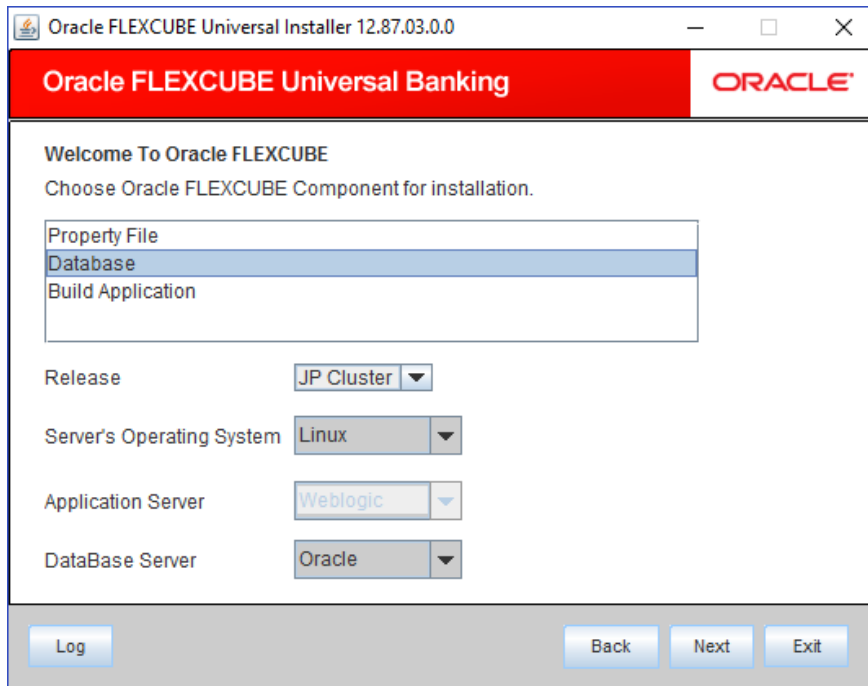 Oracle FLEXCUBE Universal Installer 12.87.03.0.0
Oracle FLEXCUBE Universal Banking
ORACLE
Welcome To Oracle FLEXCUBE
Choose Oracle FLEXCUBE Component for installation.
Property File
Database
Build Application
Release JP Cluster
Server's Operating System Linux
Application Server Weblogic
DataBase Server Oracle
Log Back Next Exit